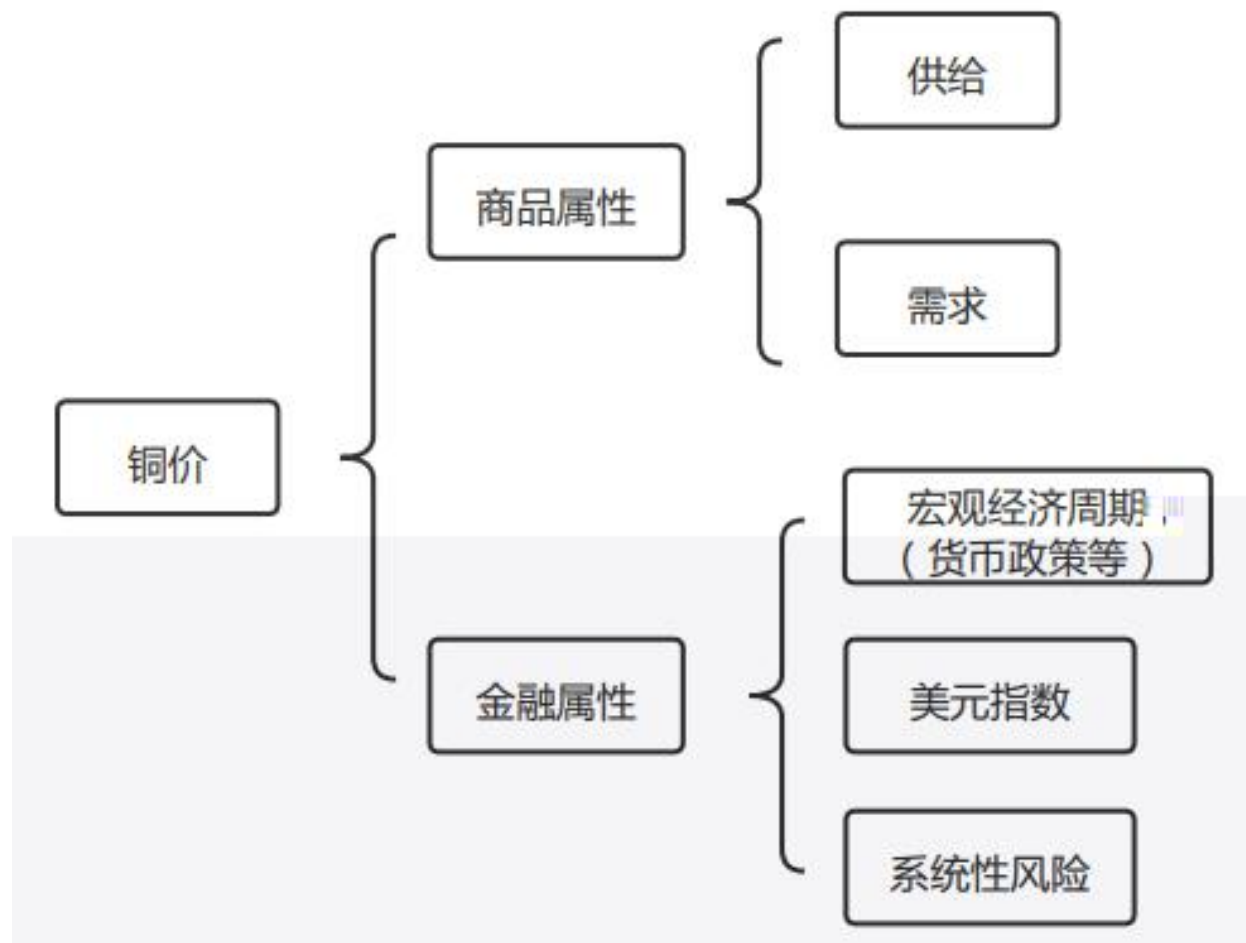 供给
商品属性
需求
铜价
宏观经济周期
（货币政策等）
金融属性
美元指数
系统性风险